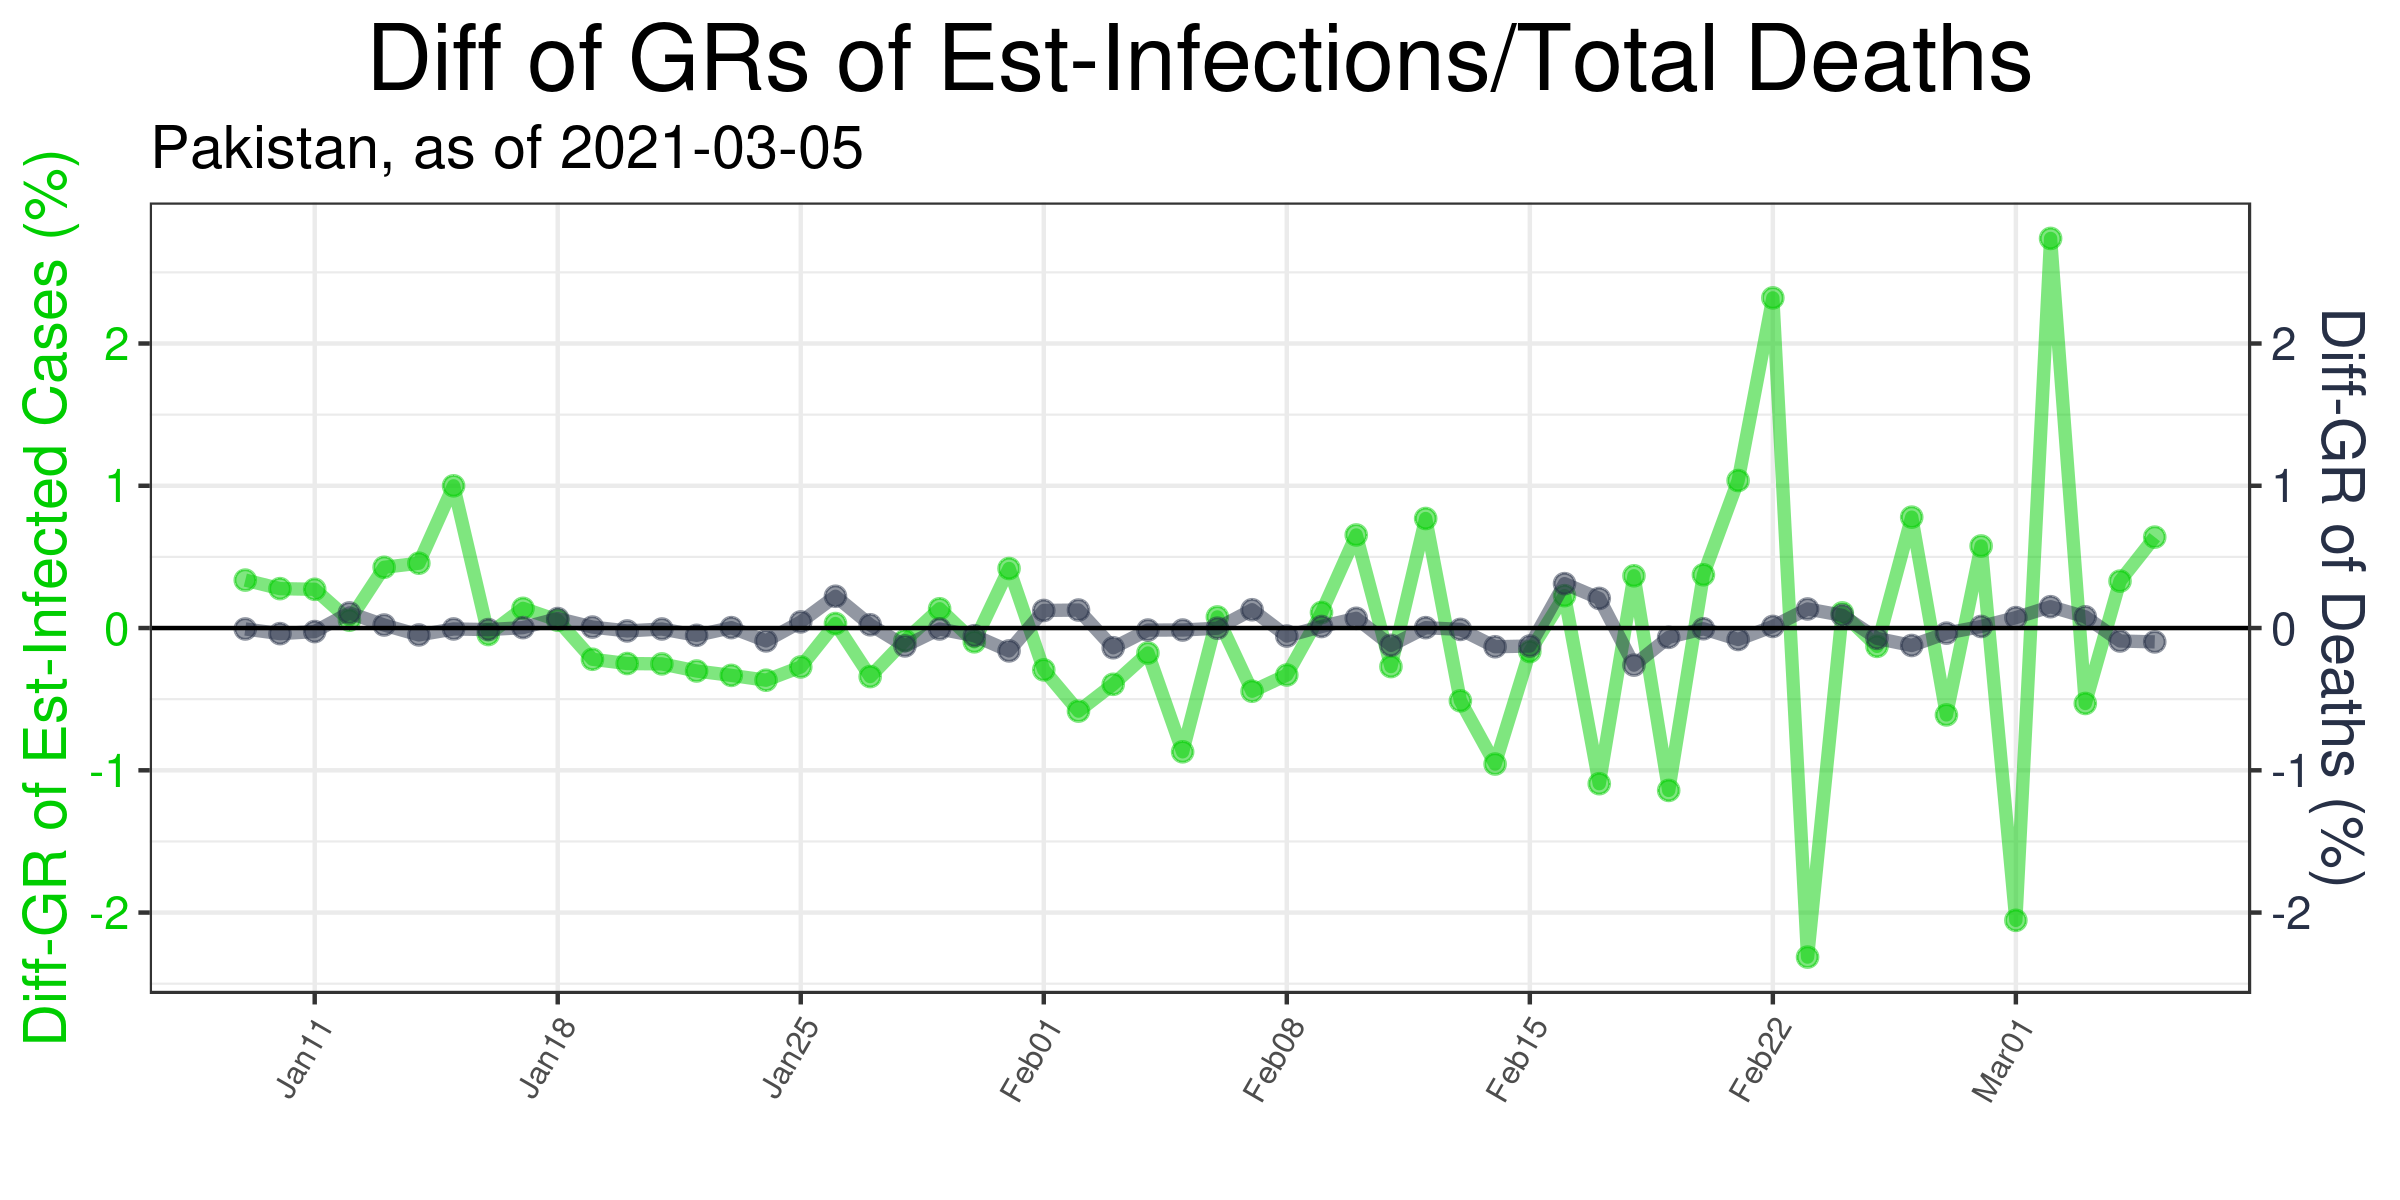 Diff of GRs of Est-Infections/Total Deaths
Pakistan, as of 2021-03-05
Diff-GR of Est-Infected Cases (%)
2
1
0
-1
-2
2
1
0
-1
-2
Diff-GR of Deaths (%)
Jan11
Jan18
Jan25
Feb01
Feb08
Feb15
Feb22
Mar01